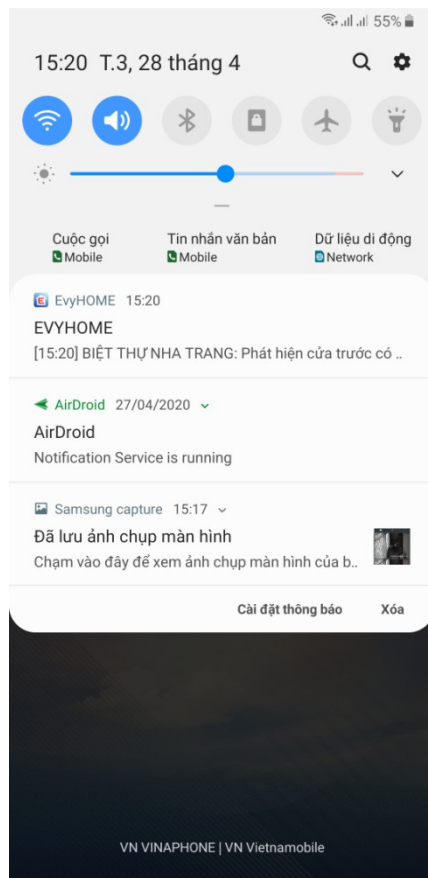 55%
15:20 T.3, 28 tháng 4
Cuộc gọi Tin nhắn văn bản Dữ liệu di động
Mobile Mobile Network
EvyHOME 15:20
EVYHOME
[15:20] BIỆT THỰ NHA TRANG: Phát hiện cửa trước có ..
AirDroid 27/04/2020
AirDroid
Notification Service is running
Samsung capture 15:17
Đã lưu ảnh chụp màn hình
Chạm vào đây để xem ảnh chụp màn hình của b..
Cài đặt thông báo Xóa
VN VINAPHONE | VN Vietnamobile